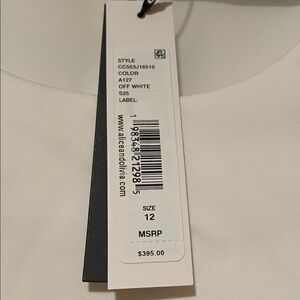 STYLE
CC503J16510
COLOR
A127
OFF WHITE
S25
LABEL:
www.aliceandolivia.com
1 98348 21298 5
SIZE
12
MSRP
$395.00